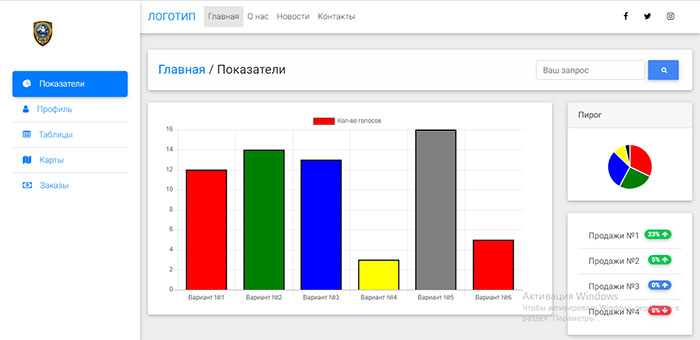 ЛОГОТИП Главная О нас Новости Контакты
Показатели
Профиль
Таблицы
Карты
Заказы
Главная / Показатели
Ваш запрос
Кол-во голосов
16
14
12
10
8
6
4
2
0
Вариант №1 Вариант №2 Вариант №3 Вариант №4 Вариант №5 Вариант №6
Пирог
Продажи №1 23%
Продажи №2 5%
Продажи №3 0%
Продажи №4 8%
Активация Windows
Чтобы активировать Windows, перейдите в
раздел "Параметры".